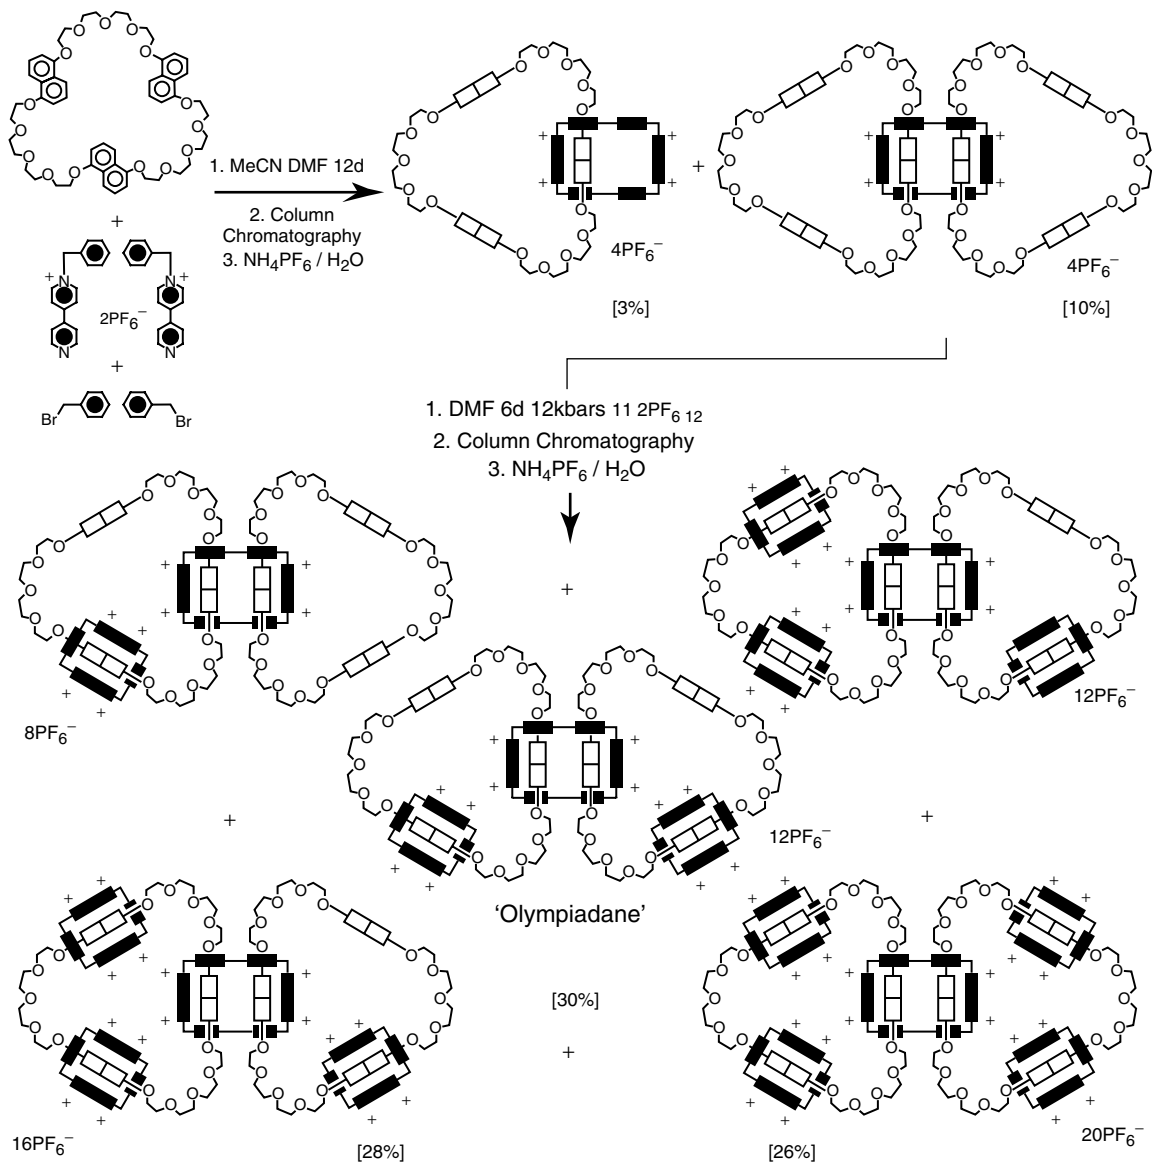 1. MeCN DMF 12d
2. Column
Chromatography
3. NH4PF6 / H2O
+
N
+
N
+
2PF6−
N
N
+
Br
Br
4PF6−
[3%]
+
4PF6−
[10%]
1. DMF 6d 12kbars 11 2PF6 12
2. Column Chromatography
3. NH4PF6 / H2O
+
8PF6−
12PF6−
+
12PF6−
+
'Olympiadane'
[30%]
+
16PF6−
[28%]
[26%]
20PF6−